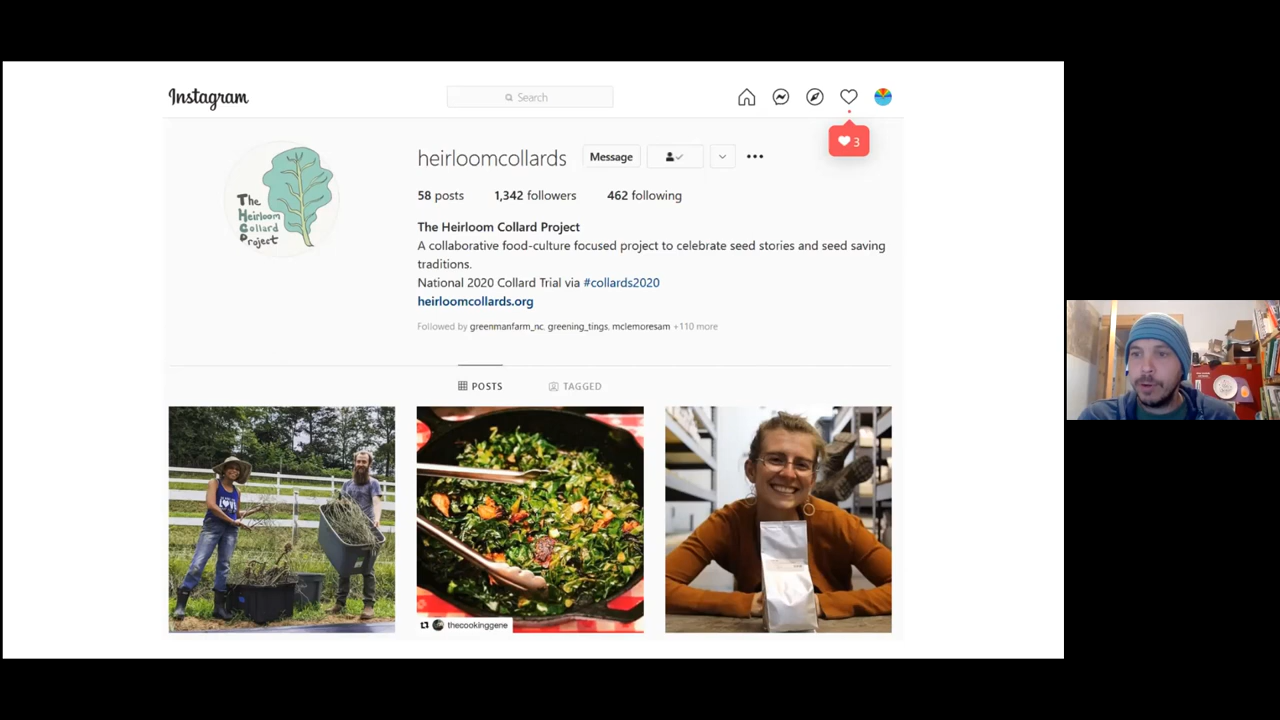 Instagram
Search
3
The
Heirloom
Collard
Project
heirloomcollards
Message
58 posts 1,342 followers 462 following
The Heirloom Collard Project
A collaborative food-culture focused project to celebrate seed stories and seed saving
traditions.
National 2020 Collard Trial via #collards2020
heirloomcollards.org
Followed by greenmanfarm_nc, greening_tings, mclemoresam +110 more
POSTS TAGGED
thecookinggene